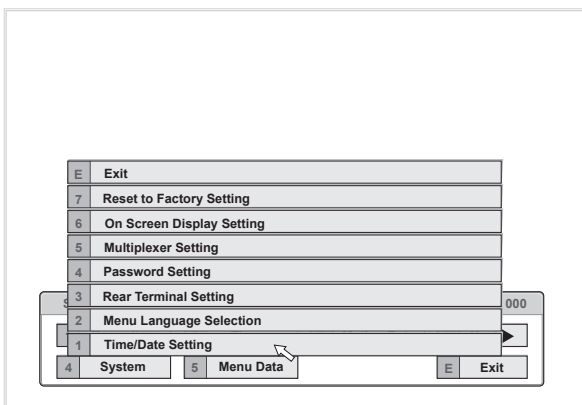 E Exit
7 Reset to Factory Setting
6 On Screen Display Setting
5 Multiplexer Setting
4 Password Setting
3 Rear Terminal Setting
000
2 Menu Language Selection
1 Time/Date Setting
4 System 5 Menu Data E Exit